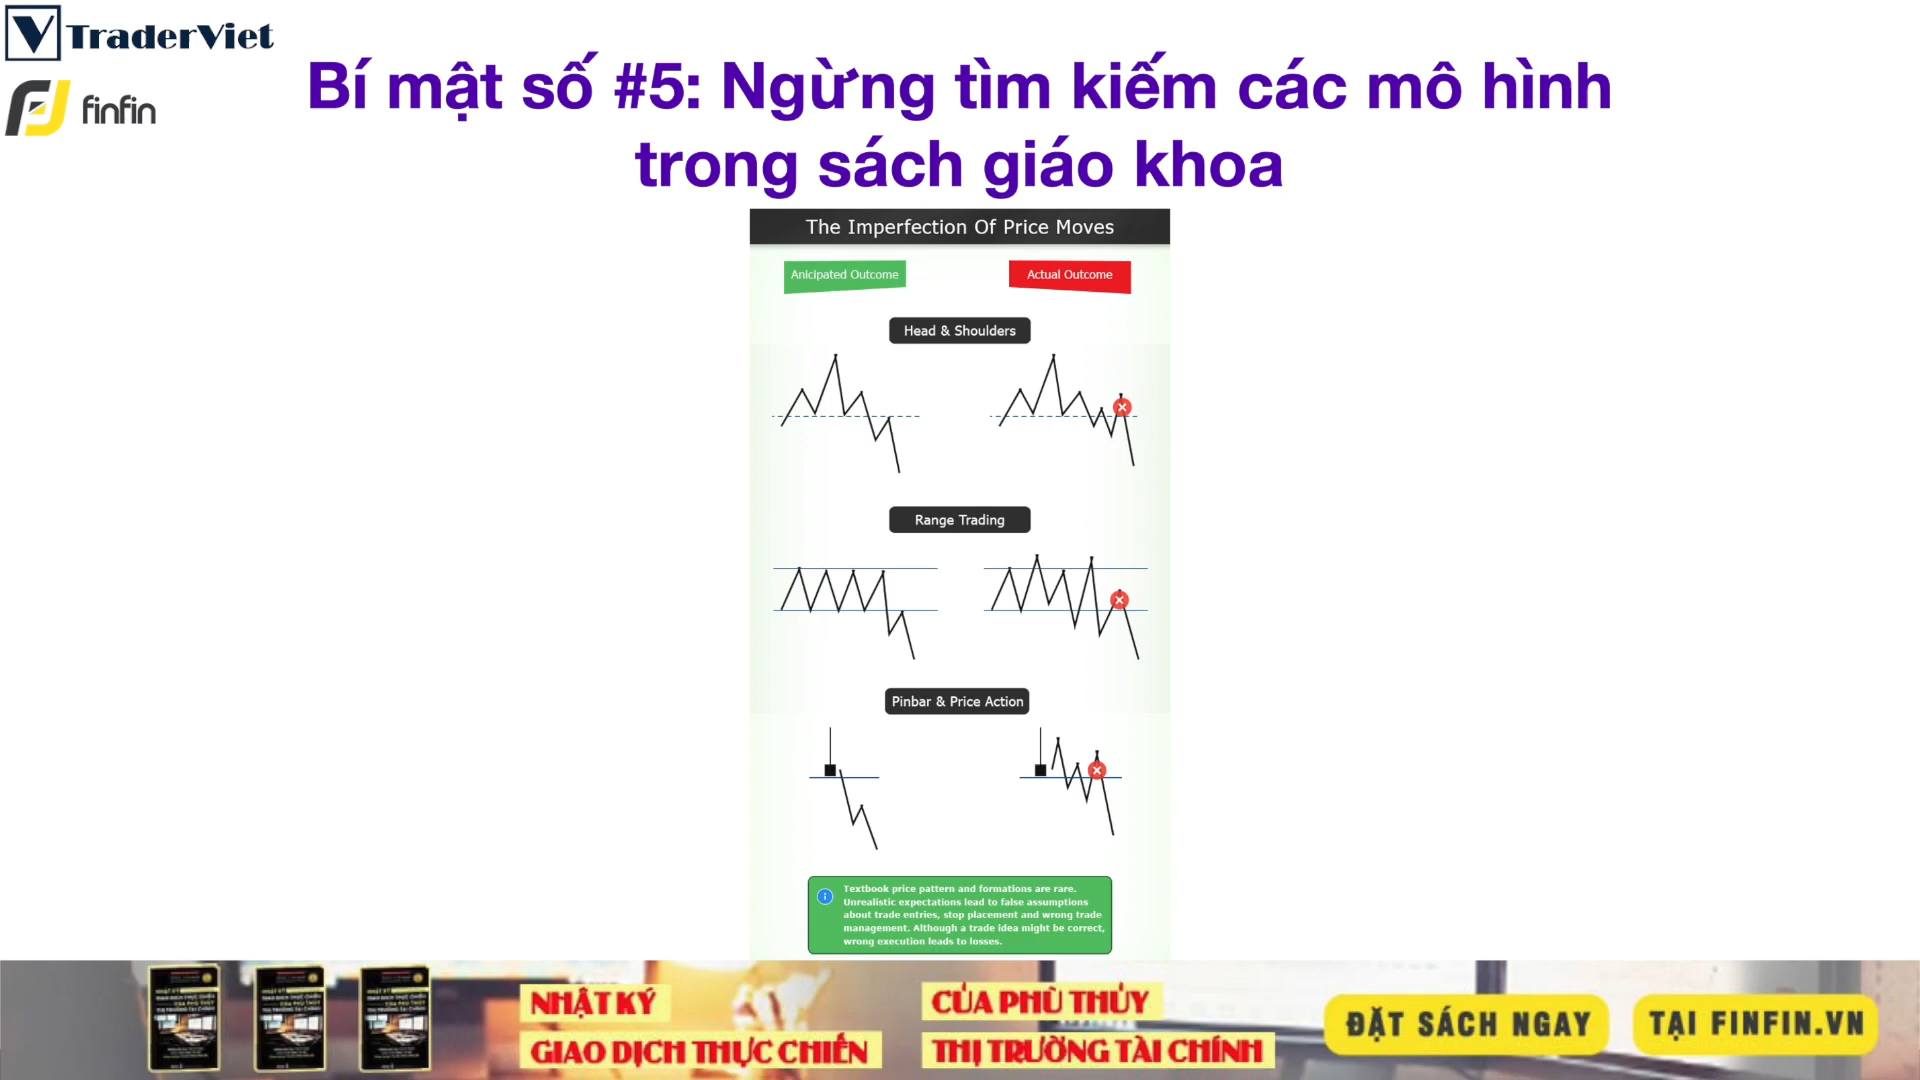 TraderViet
finfin
Bí mật số #5: Ngừng tìm kiếm các mô hình
trong sách giáo khoa
The Imperfection Of Price Moves
Anicipated Outcome
Actual Outcome
Head & Shoulders
Range Trading
Pinbar & Price Action
Textbook price pattern and formations are rare.
Unrealistic expectations lead to false assumptions
about trade entries, stop placement and wrong trade
management. Although a trade idea might be correct,
wrong execution leads to losses.
NHẬT KÝ
GIAO DỊCH THỰC CHIẾN
CỦA PHÙ THỦY
THỊ TRƯỜNG TÀI CHÍNH
ĐẶT SÁCH NGAY
TẠI FINFIN.VN